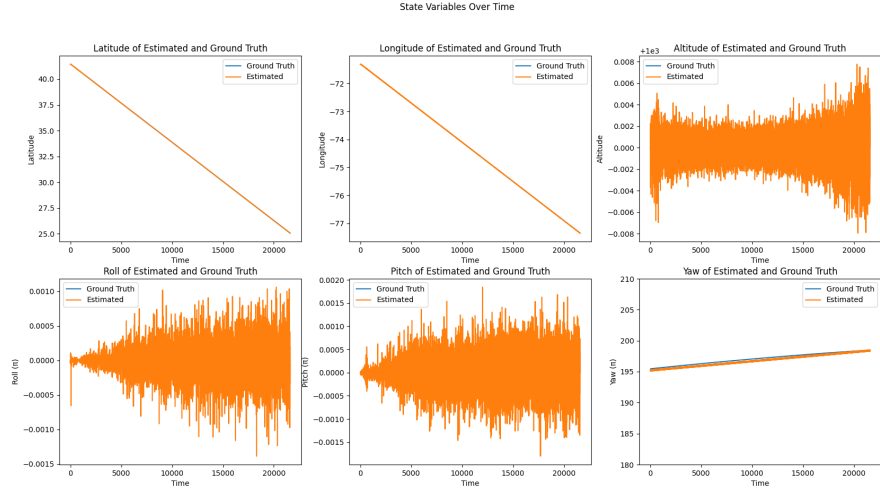 State Variables Over Time
Latitude of Estimated and Ground Truth
Latitude
40.0
37.5
35.0
32.5
30.0
27.5
25.0
Ground Truth
Estimated
0
5000
10000
15000
20000
Time
Longitude of Estimated and Ground Truth
Longitude
−72
−73
−74
−75
−76
−77
Ground Truth
Estimated
0
5000
10000
15000
20000
Time
Altitude of Estimated and Ground Truth
+1e3
Altitude
0.008
0.006
0.004
0.002
0.000
−0.002
−0.004
−0.006
−0.008
Ground Truth
Estimated
0
5000
10000
15000
20000
Time
Roll of Estimated and Ground Truth
Roll (π)
0.0010
0.0005
0.0000
−0.0005
−0.0010
−0.0015
Ground Truth
Estimated
0
5000
10000
15000
20000
Time
Pitch of Estimated and Ground Truth
Pitch (π)
0.0020
0.0015
0.0010
0.0005
0.0000
−0.0005
−0.0010
−0.0015
Ground Truth
Estimated
0
5000
10000
15000
20000
Time
Yaw of Estimated and Ground Truth
Yaw (π)
210
205
200
195
190
185
180
Ground Truth
Estimated
0
5000
10000
15000
20000
Time